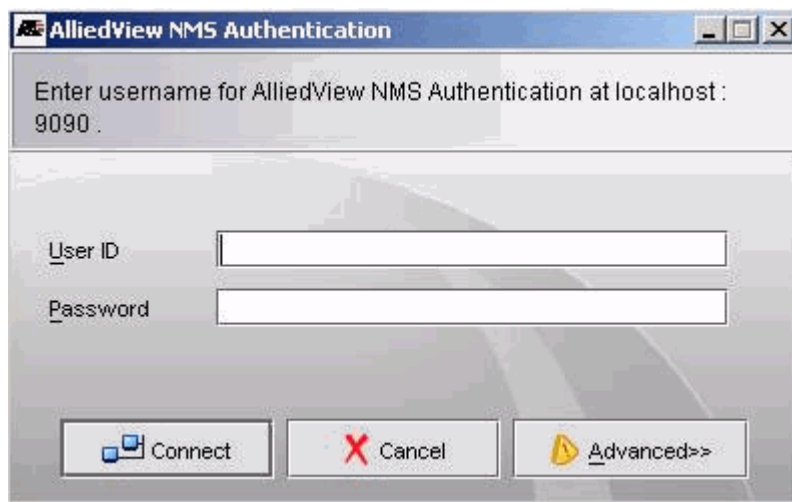 AlliedView NMS Authentication
Enter username for AlliedView NMS Authentication at localhost :
9090 .
User ID
Password
Connect
Cancel
Advanced>>